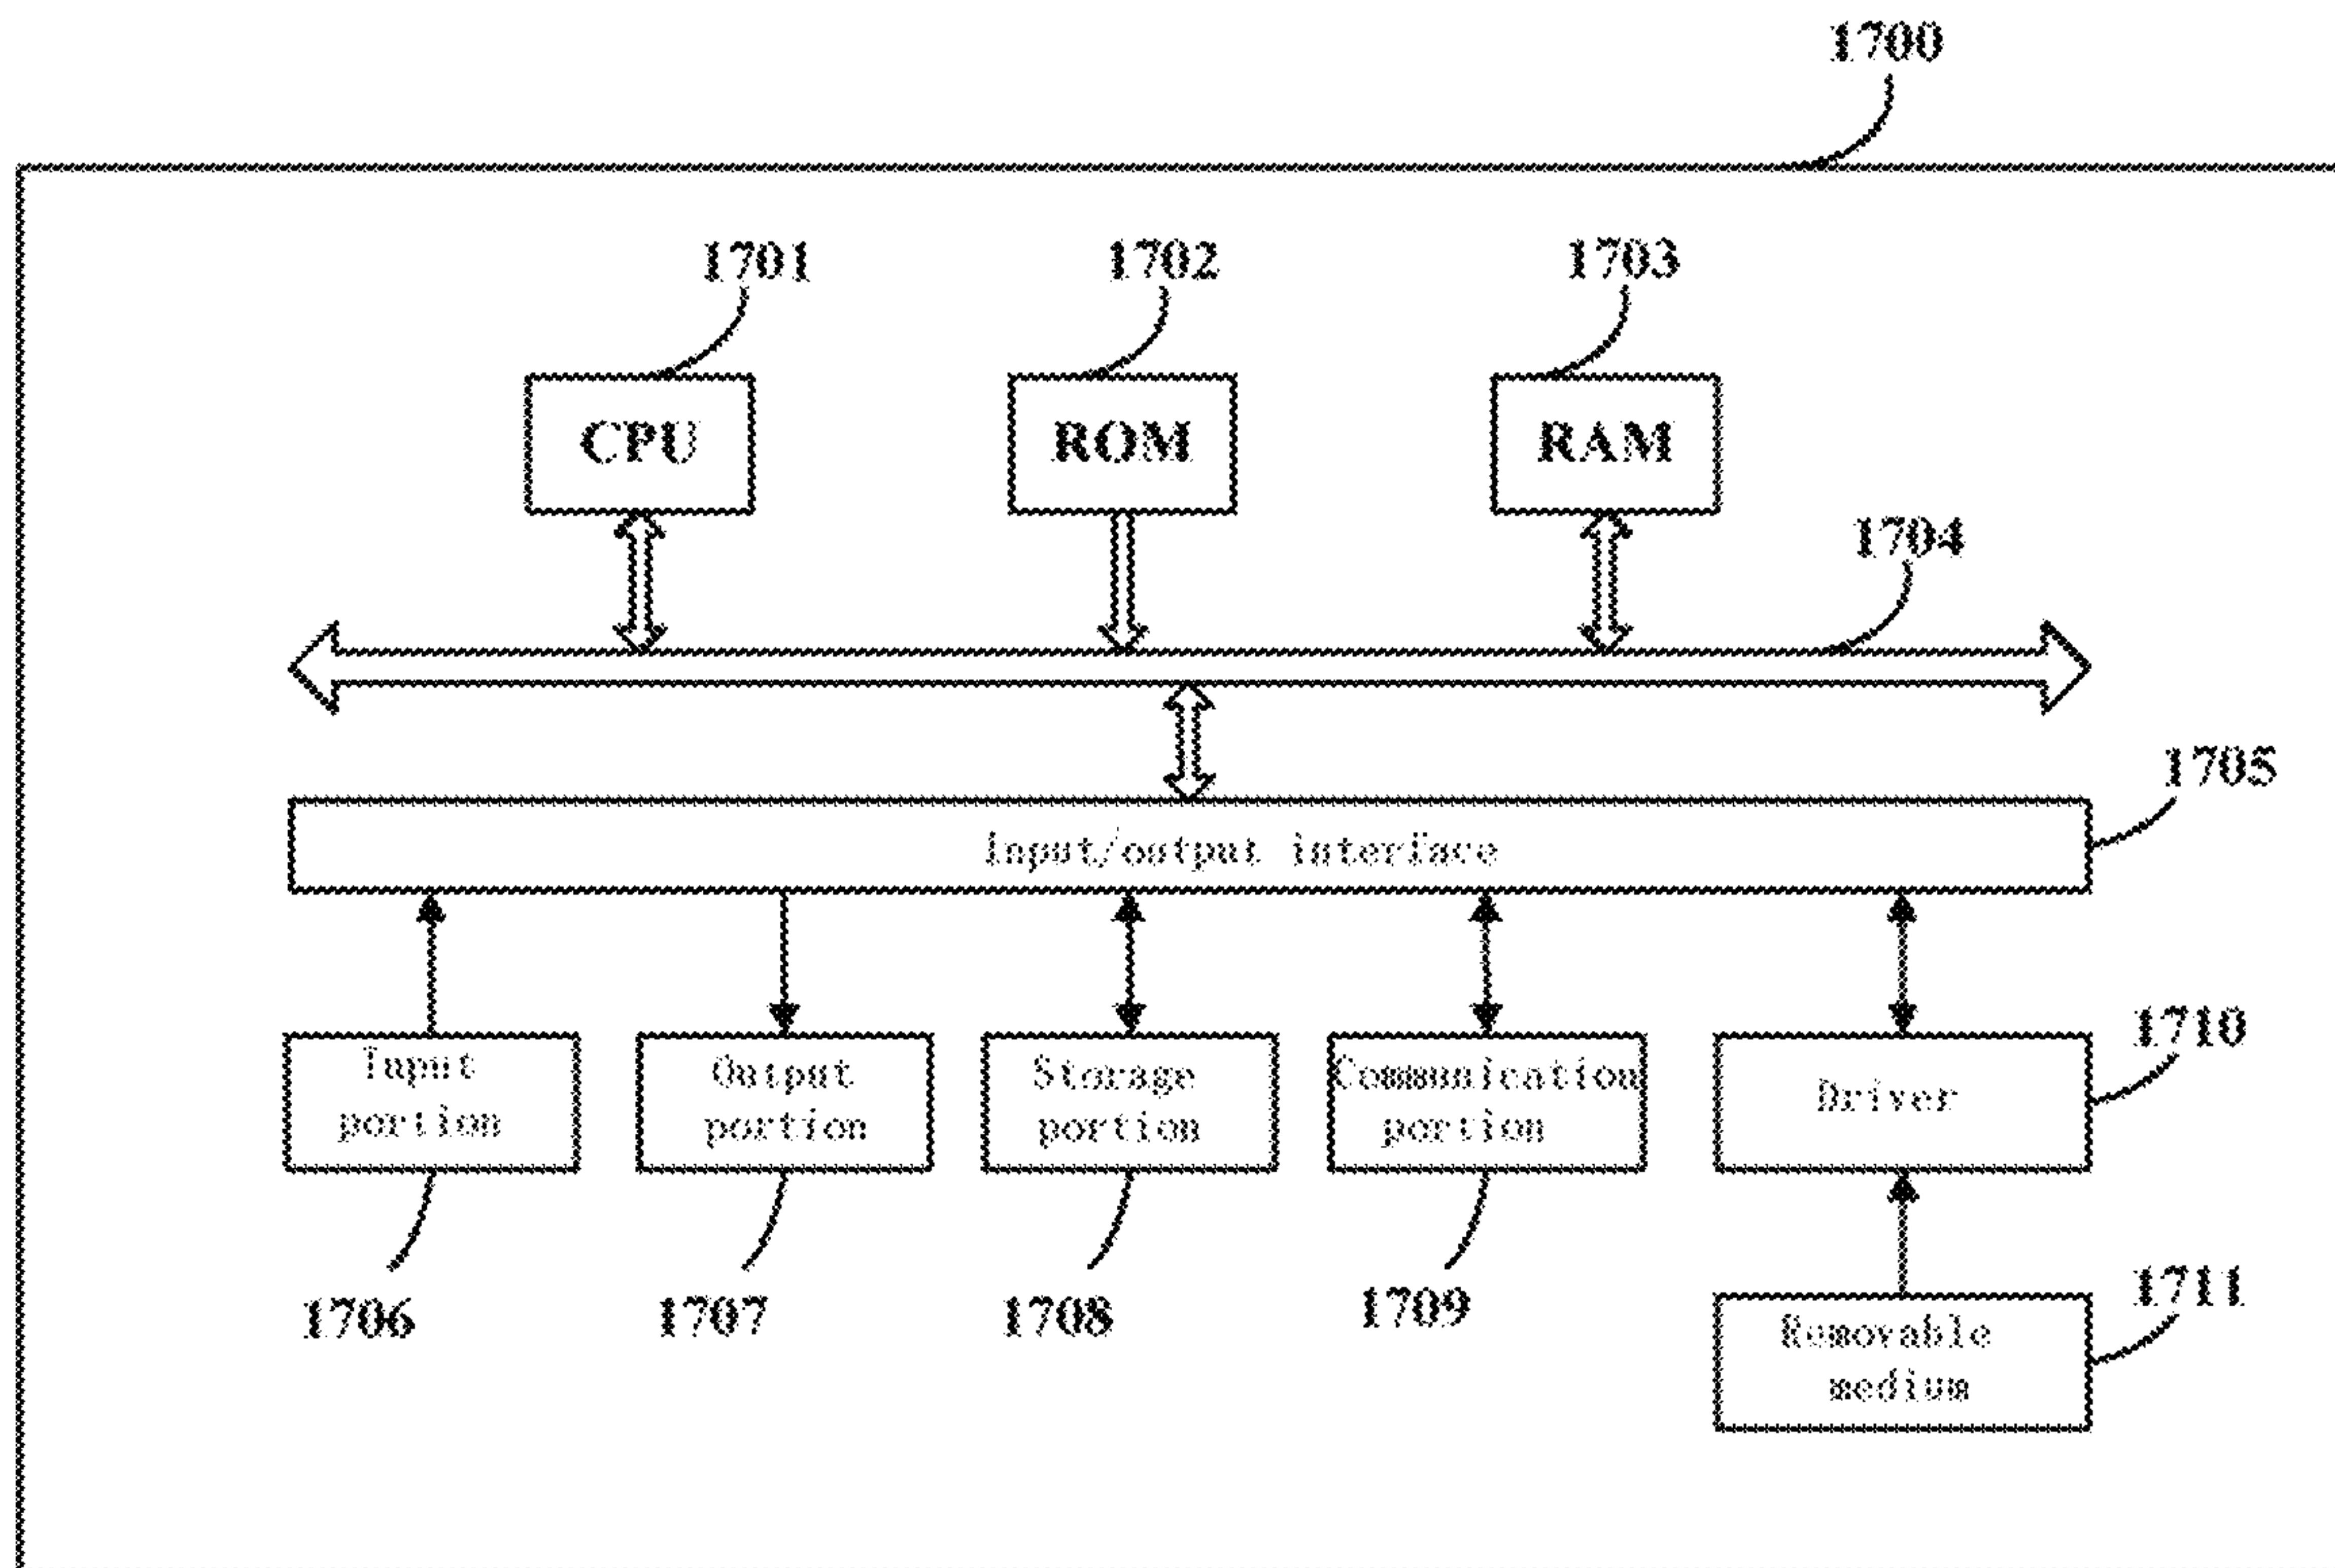 1700
1701
1702
1703
CPU
ROM
RAM
1704
1705
Input/output interface
1710
Input
portion
Output
portion
Storage
portion
Communication
portion
Driver
1706
1707
1708
1709
1711
Removable
medium